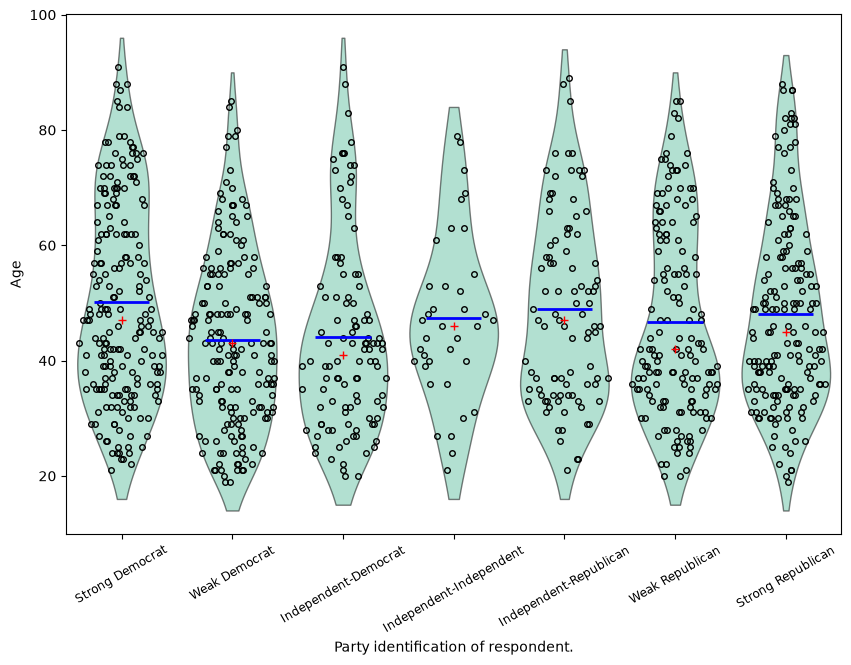 100
80
60
40
20
Age
Strong Democrat
Weak Democrat
Independent-Democrat
Independent-Independent
Independent-Republican
Weak Republican
Strong Republican
Party identification of respondent.